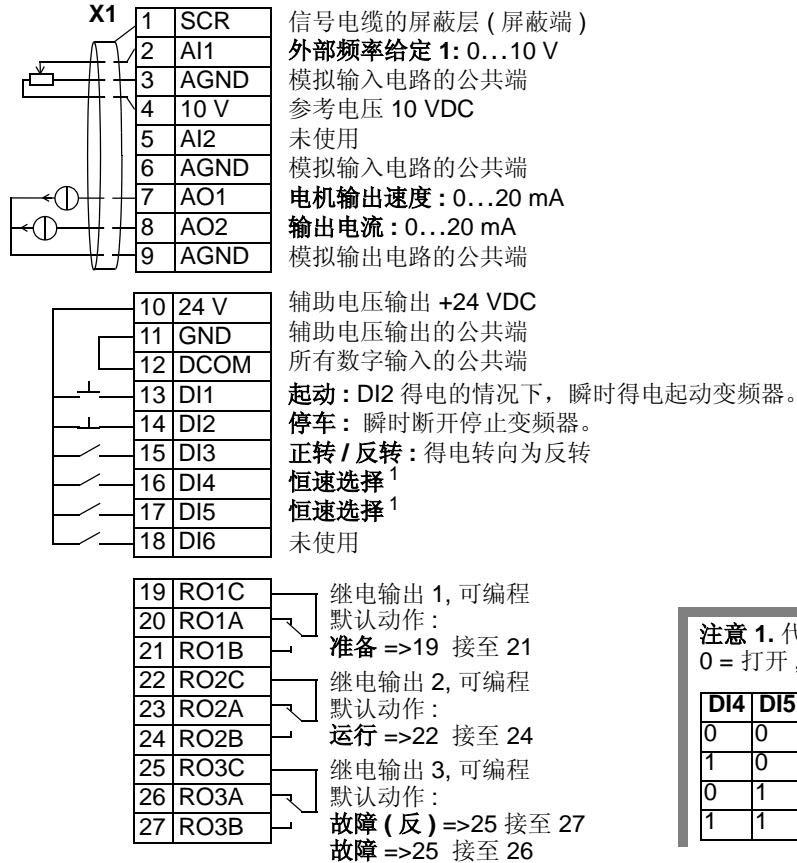 X1
1 SCR 信号电缆的屏蔽层 ( 屏蔽端 )
2 AI1 外部频率给定 1: 0…10 V
3 AGND 模拟输入电路的公共端
4 10 V 参考电压 10 VDC
5 AI2 未使用
6 AGND 模拟输入电路的公共端
7 AO1 电机输出速度 : 0…20 mA
8 AO2 输出电流 : 0…20 mA
9 AGND 模拟输出电路的公共端
10 24 V 辅助电压输出 +24 VDC
11 GND 辅助电压输出的公共端
12 DCOM 所有数字输入的公共端
13 DI1 起动 : DI2 得电的情况下，瞬时得电起动变频器。
14 DI2 停车 : 瞬时断开停止变频器。
15 DI3 正转 / 反转 : 得电转向为反转
16 DI4 恒速选择 1
17 DI5 恒速选择 1
18 DI6 未使用
19 RO1C 继电输出 1, 可编程
20 RO1A 默认动作 :
21 RO1B 准备 =>19 接至 21
22 RO2C 继电输出 2, 可编程
23 RO2A 默认动作 :
24 RO2B 运行 =>22 接至 24
25 RO3C 继电输出 3, 可编程
26 RO3A 默认动作 :
27 RO3B 故障 ( 反 ) =>25 接至 27
故障 =>25 接至 26
注意 1. 代
0 = 打开 ,
DI4 DI5
0 0
1 0
0 1
1 1